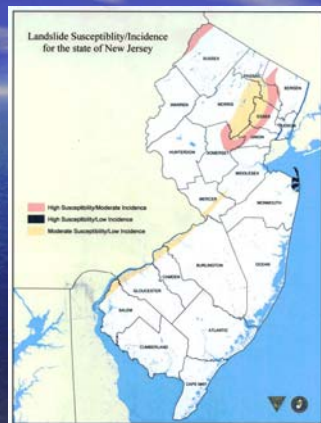 Landslide Susceptiblity/Incidence
for the state of New Jersey
SUSSEX
PASSAIC
BERGEN
WARREN
MORRIS
ESSEX
HUDSON
UNION
HUNTERDON
SOMERSET
MIDDLESEX
High Susceptibility/Moderate Incidence
High Susceptibility/Low Incidence
Moderate Susceptibility/Low Incidence
MERCER
MONMOUTH
BURLINGTON
OCEAN
CAMDEN
GLOUCESTER
SALEM
ATLANTIC
CUMBERLAND
CAPE MAY